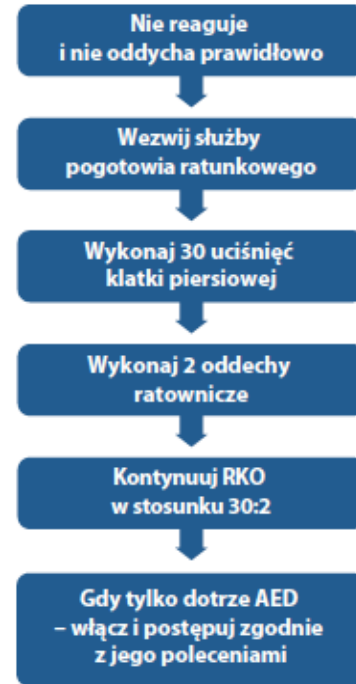 Nie reaguje
i nie oddycha prawidłowo
Wezwij służby
pogotowia ratunkowego
Wykonaj 30 uciśnięć
klatki piersiowej
Wykonaj 2 oddechy
ratownicze
Kontynuuj RKO
w stosunku 30:2
Gdy tylko dotrze AED
– włącz i postępuj zgodnie
z jego poleceniami